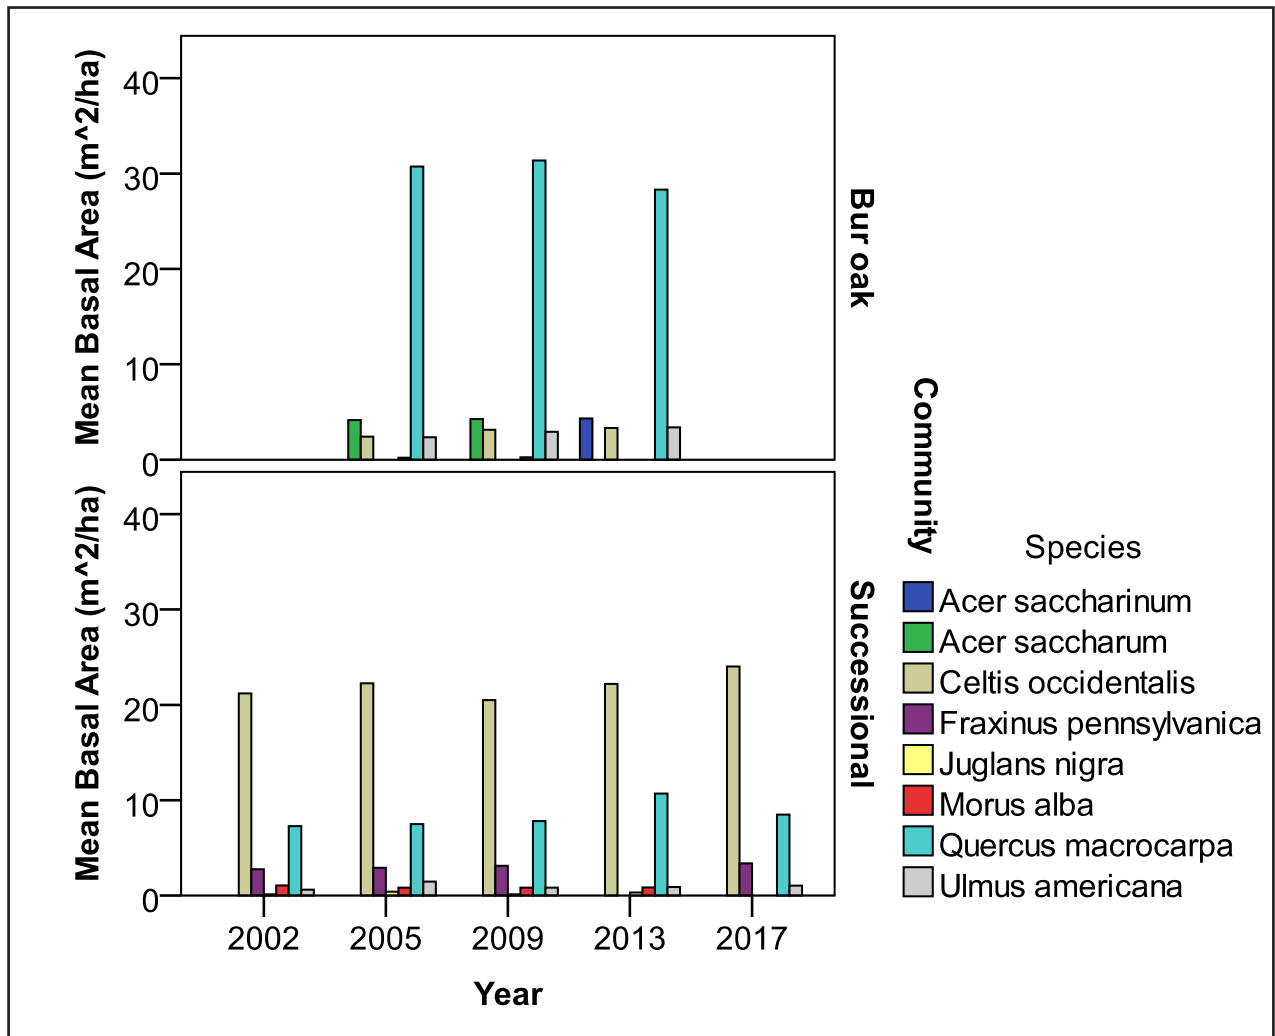 Mean Basal Area (m^2/ha)
40
30
20
10
0
Bur oak
Mean Basal Area (m^2/ha)
40
30
20
10
0
Successional
2002 2005 2009 2013 2017
Year
Community
Species
Acer saccharinum
Acer saccharum
Celtis occidentalis
Fraxinus pennsylvanica
Juglans nigra
Morus alba
Quercus macrocarpa
Ulmus americana